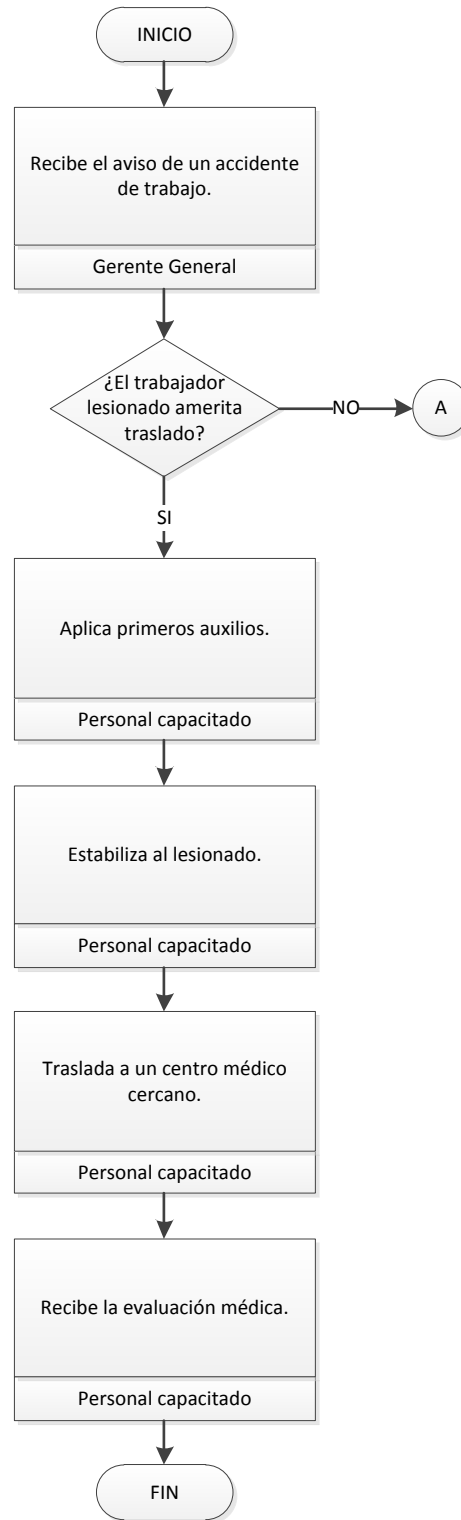 INICIO
Recibe el aviso de un accidente
de trabajo.
Gerente General
¿El trabajador
lesionado amerita
traslado?
NO
A
SI
Aplica primeros auxilios.
Personal capacitado
Estabiliza al lesionado.
Personal capacitado
Traslada a un centro médico
cercano.
Personal capacitado
Recibe la evaluación médica.
Personal capacitado
FIN